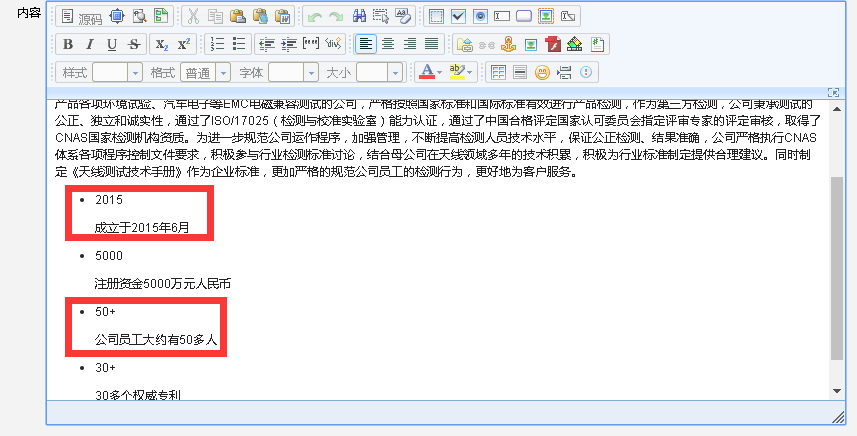 内容
源码
B I U S X₂ X²
样式 格式 普通 字体 大小
产品各项环境试验、汽车电子等EMC电磁兼容测试的公司，严格按照国家标准和国际标准有效进行产品检测，作为第三方检测，公司秉承测试的
公正、独立和诚实性，通过了ISO/17025（检测与校准实验室）能力认证，通过了中国合格评定国家认可委员会指定评审专家的评定审核，取得了
CNAS国家检测机构资质。为进一步规范公司运作程序，加强管理，不断提高检测人员技术水平，保证公正检测、结果准确，公司严格执行CNAS
体系各项程序控制文件要求，积极参与行业检测标准讨论，结合母公司在天线领域多年的技术积累，积极为行业标准制定提供合理建议。同时制
定《天线测试技术手册》作为企业标准，更加严格的规范公司员工的检测行为，更好地为客户服务。
2015
成立于2015年6月
5000
注册资金5000万元人民币
50+
公司员工大约有50多人
30+
30多个权威专利